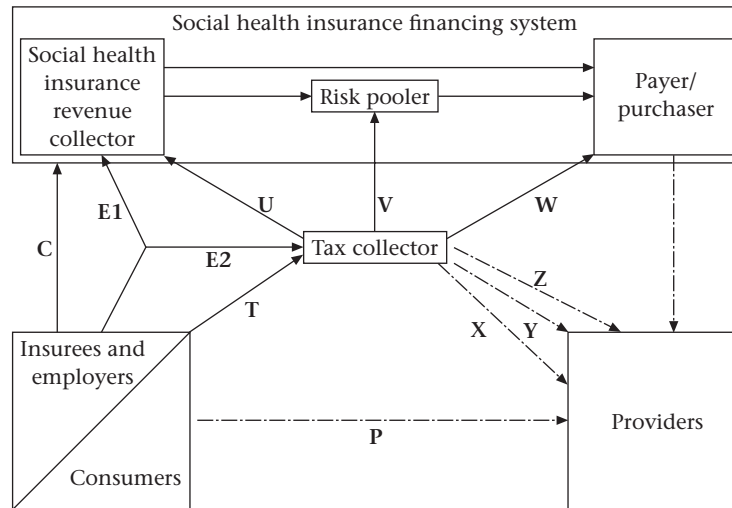 Social health insurance financing system
Social health
insurance
revenue
collector
Risk pooler
Payer/
purchaser
E1
U
V
W
C
E2
Tax collector
Z
T
X
Y
Insurees and
employers
P
Providers
Consumers